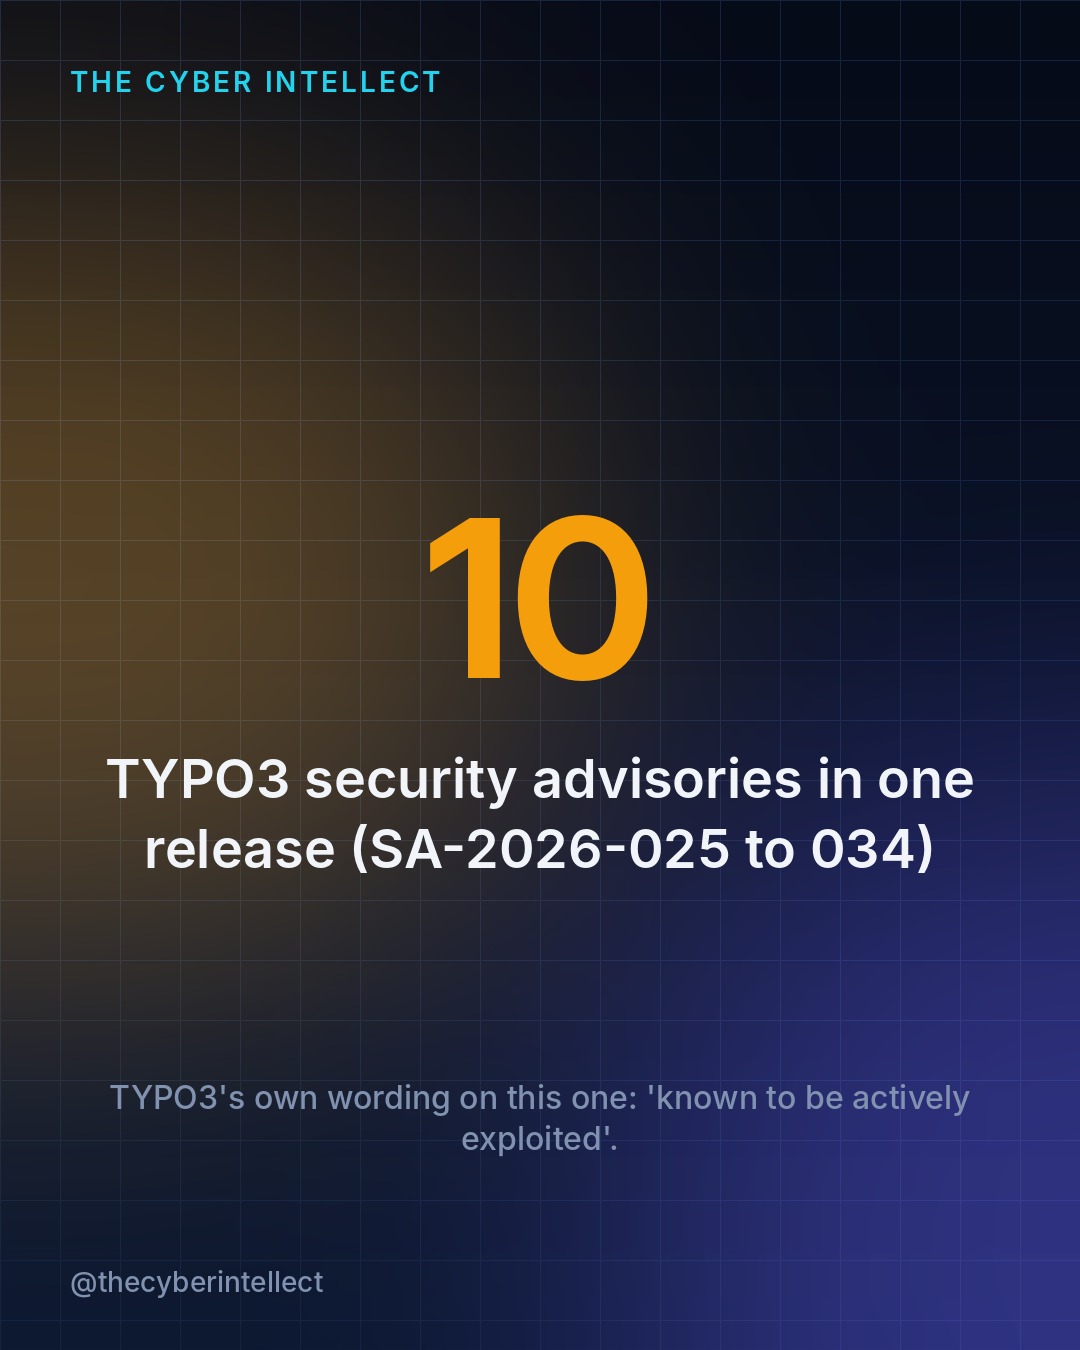 THE CYBER INTELLECT
10
TYPO3 security advisories in one
release (SA-2026-025 to 034)
TYPO3's own wording on this one: 'known to be actively
exploited'.
@thecyberintellect